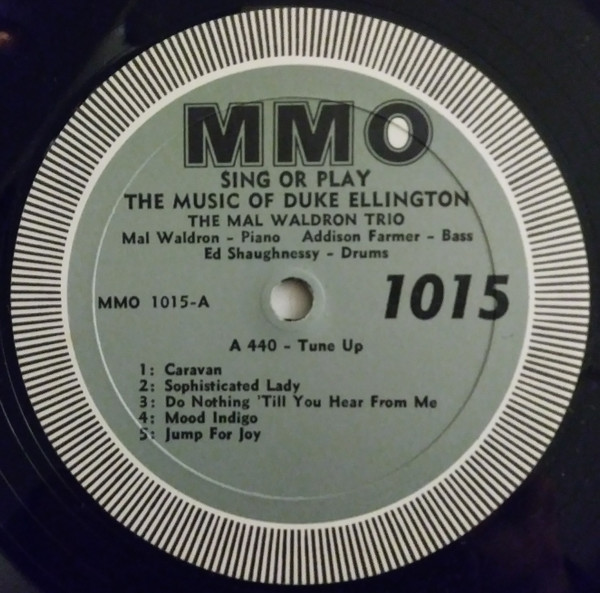 MMO
SING OR PLAY
THE MUSIC OF DUKE ELLINGTON
THE MAL WALDRON TRIO
Mal Waldron - Piano Addison Farmer - Bass
Ed Shaughnessy - Drums
MMO 1015-A
1015
A 440 - Tune Up
1: Caravan
2: Sophisticated Lady
3: Do Nothing 'Till You Hear From Me
4: Mood Indigo
5: Jump For Joy